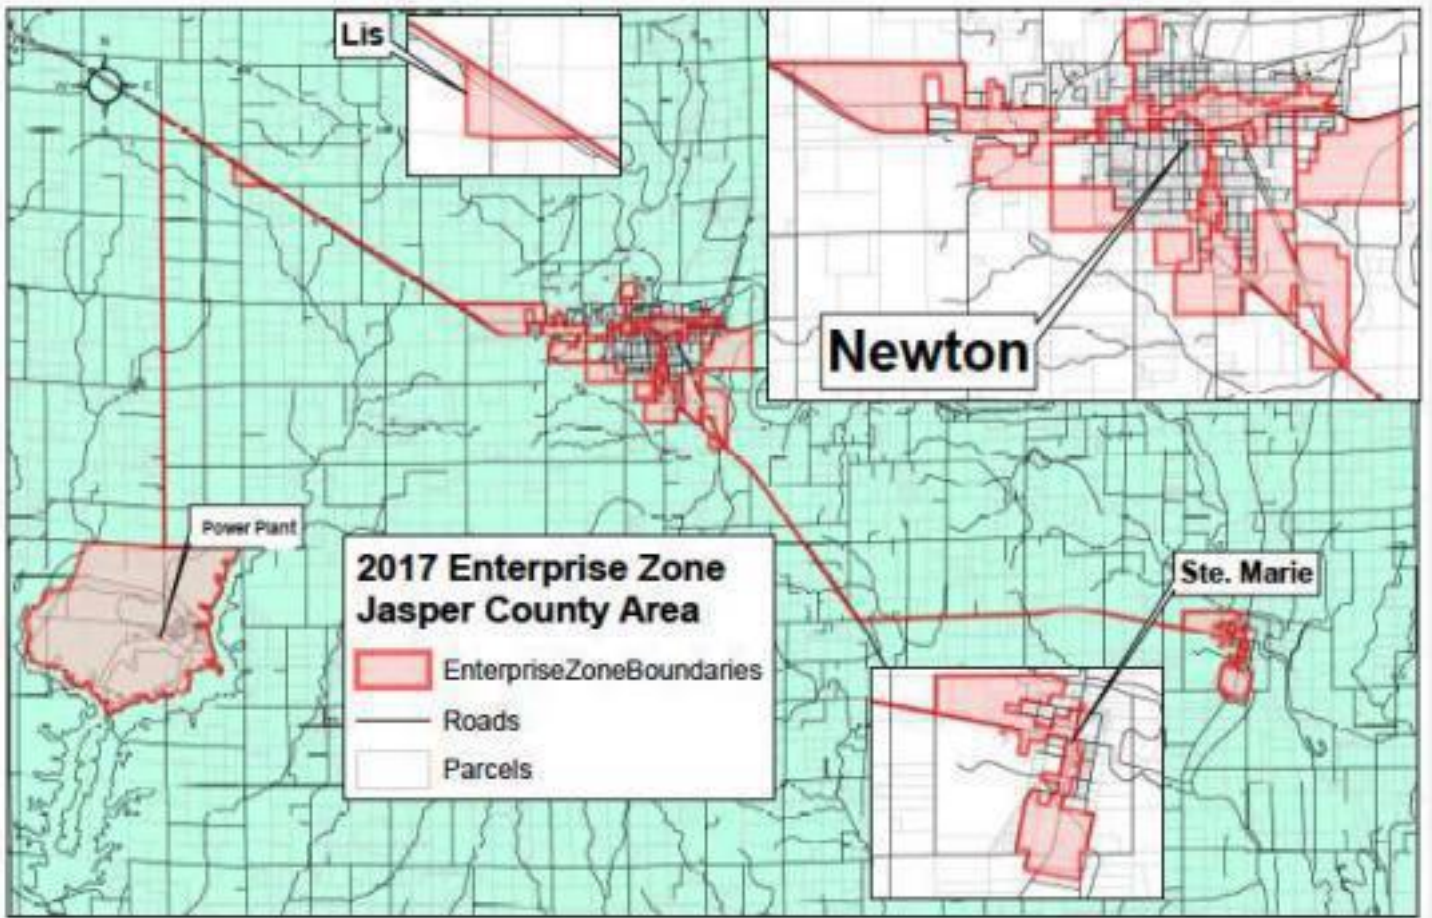 Lis
N
E
Newton
Power Plant
2017 Enterprise Zone
Jasper County Area
EnterpriseZoneBoundaries
Roads
Parcels
Ste. Marie